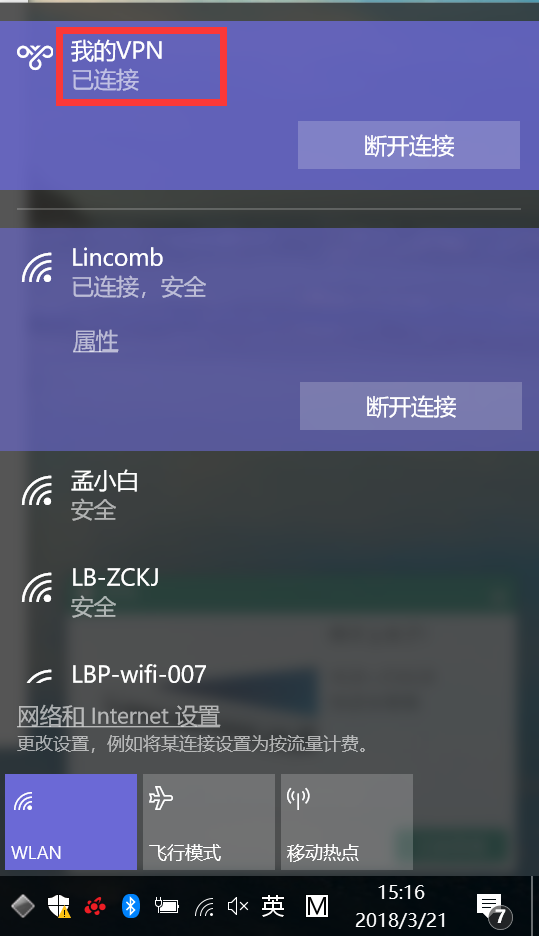 我的VPN
已连接
断开连接
Lincomb
已连接，安全
属性
断开连接
孟小白
安全
LB-ZCKJ
安全
LBP-wifi-007
网络和 Internet 设置
更改设置，例如将某连接设置为按流量计费。
WLAN
飞行模式
移动热点
英
M
15:16
2018/3/21
7